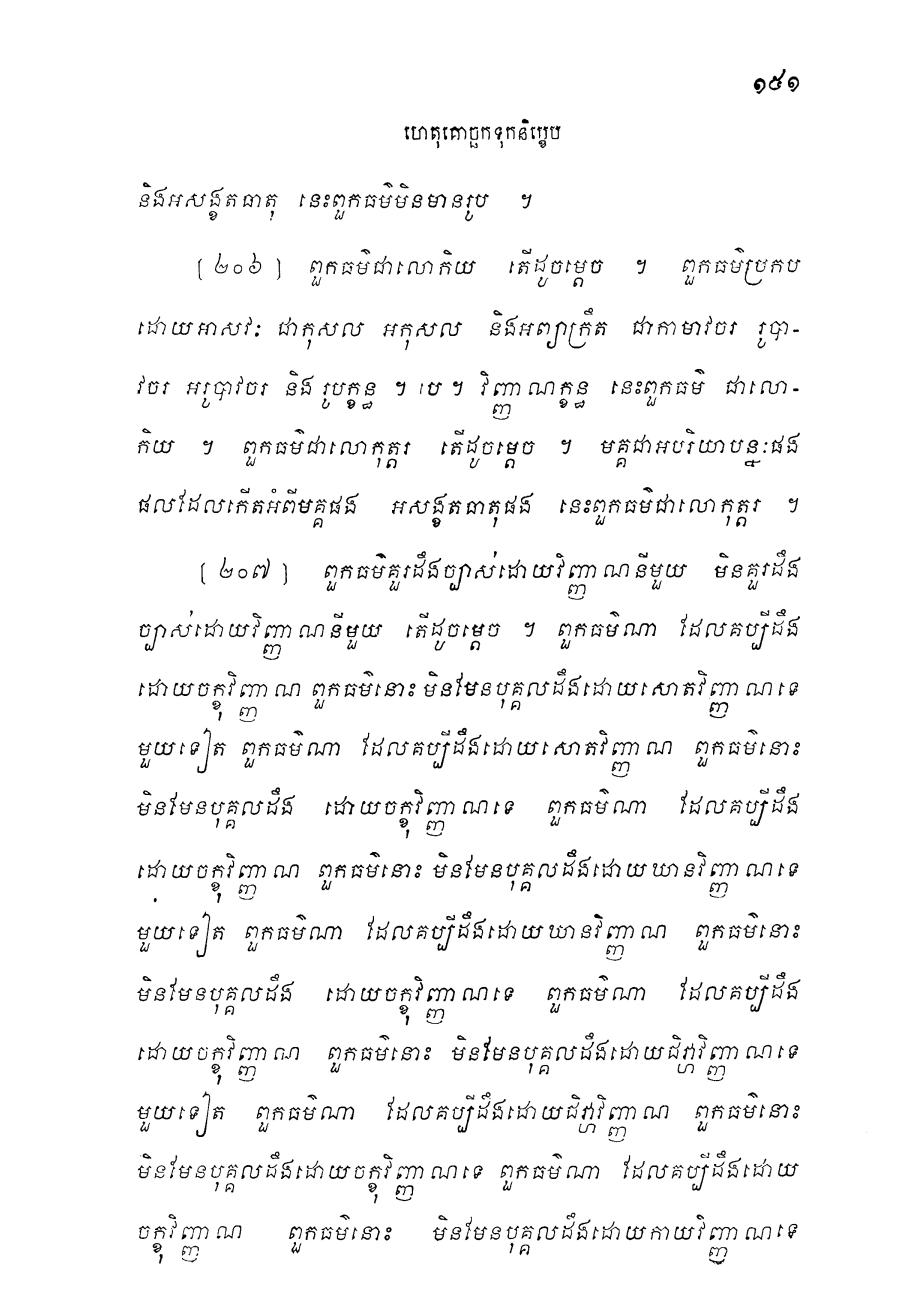 ១៥១
ហេតុគោច្ឆកទុកនិក្ខេប
និងអសង្ខតធាតុ នេះពួកធម៌មិនមានរូប ។
[ ២០៦ ] ពួកធម៌ជាលោកិយ តើដូចម្តេច ។ ពួកធម៌ប្រកប
ដោយអាសវៈ ជាកុសល អកុសល និងអព្យាក្រឹត ជាកាមាវចរ រូបា-
វចរ អរូបាវចរ និង រូបក្ខន្ធ ។ បេ ។ វិញ្ញាណក្ខន្ធ នេះពួកធម៌ ជាលោ-
កិយ ។ ពួកធម៌ជាលោកុត្តរ តើដូចម្តេច ។ មគ្គជាអបរិយាបន្នៈផង
ផលដែលកើតអំពីមគ្គផង អសង្ខតធាតុផង នេះពួកធម៌ជាលោកុត្តរ ។
[ ២០៧ ] ពួកធម៌គួរដឹងច្បាស់ដោយវិញ្ញាណនីមួយ មិនគួរដឹង
ច្បាស់ដោយវិញ្ញាណនីមួយ តើដូចម្តេច ។ ពួកធម៌ណា ដែលគប្បីដឹង
ដោយចក្ខុវិញ្ញាណ ពួកធម៌នោះ មិនមែនបុគ្គលដឹងដោយសោតវិញ្ញាណទេ
មួយទៀត ពួកធម៌ណា ដែលគប្បីដឹងដោយសោតវិញ្ញាណ ពួកធម៌នោះ
មិនមែនបុគ្គលដឹង ដោយចក្ខុវិញ្ញាណទេ ពួកធម៌ណា ដែលគប្បីដឹង
ដោយចក្ខុវិញ្ញាណ ពួកធម៌នោះ មិនមែនបុគ្គលដឹងដោយឃានវិញ្ញាណទេ
មួយទៀត ពួកធម៌ណា ដែលគប្បីដឹងដោយឃានវិញ្ញាណ ពួកធម៌នោះ
មិនមែនបុគ្គលដឹង ដោយចក្ខុវិញ្ញាណទេ ពួកធម៌ណា ដែលគប្បីដឹង
ដោយចក្ខុវិញ្ញាណ ពួកធម៌នោះ មិនមែនបុគ្គលដឹងដោយជិវ្ហាវិញ្ញាណទេ
មួយទៀត ពួកធម៌ណា ដែលគប្បីដឹងដោយជិវ្ហាវិញ្ញាណ ពួកធម៌នោះ
មិនមែនបុគ្គលដឹងដោយចក្ខុវិញ្ញាណទេ ពួកធម៌ណា ដែលគប្បីដឹងដោយ
ចក្ខុវិញ្ញាណ ពួកធម៌នោះ មិនមែនបុគ្គលដឹងដោយកាយវិញ្ញាណទេ